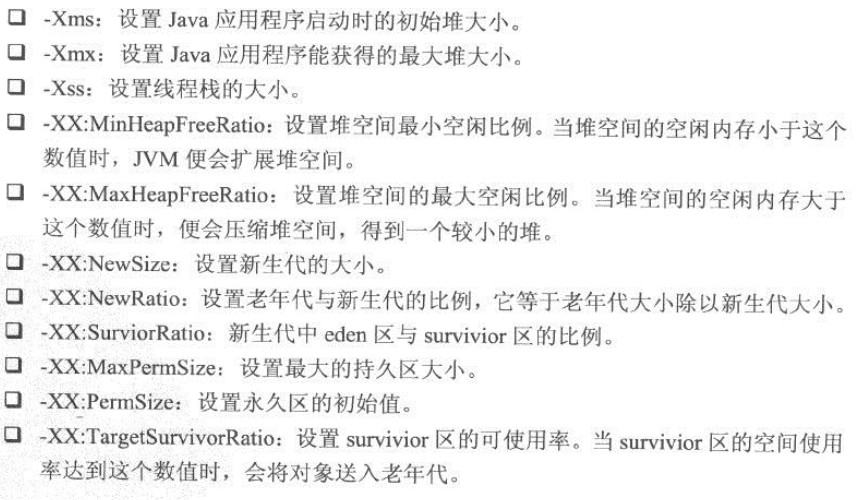 -Xms：设置 Java 应用程序启动时的初始堆大小。
-Xmx：设置 Java 应用程序能获得的最大堆大小。
-Xss：设置线程栈的大小。
-XX:MinHeapFreeRatio：设置堆空间最小空闲比例。当堆空间的空闲内存小于这个
数值时，JVM 便会扩展堆空间。
-XX:MaxHeapFreeRatio：设置堆空间的最大空闲比例。当堆空间的空闲内存大于
这个数值时，便会压缩堆空间，得到一个较小的堆。
-XX:NewSize：设置新生代的大小。
-XX:NewRatio：设置老年代与新生代的比例，它等于老年代大小除以新生代大小。
-XX:SurviorRatio：新生代中 eden 区与 survivior 区的比例。
-XX:MaxPermSize：设置最大的持久区大小。
-XX:PermSize：设置永久区的初始值。
-XX:TargetSurvivorRatio：设置 survivior 区的可使用率。当 survivior 区的空间使用
率达到这个数值时，会将对象送入老年代。